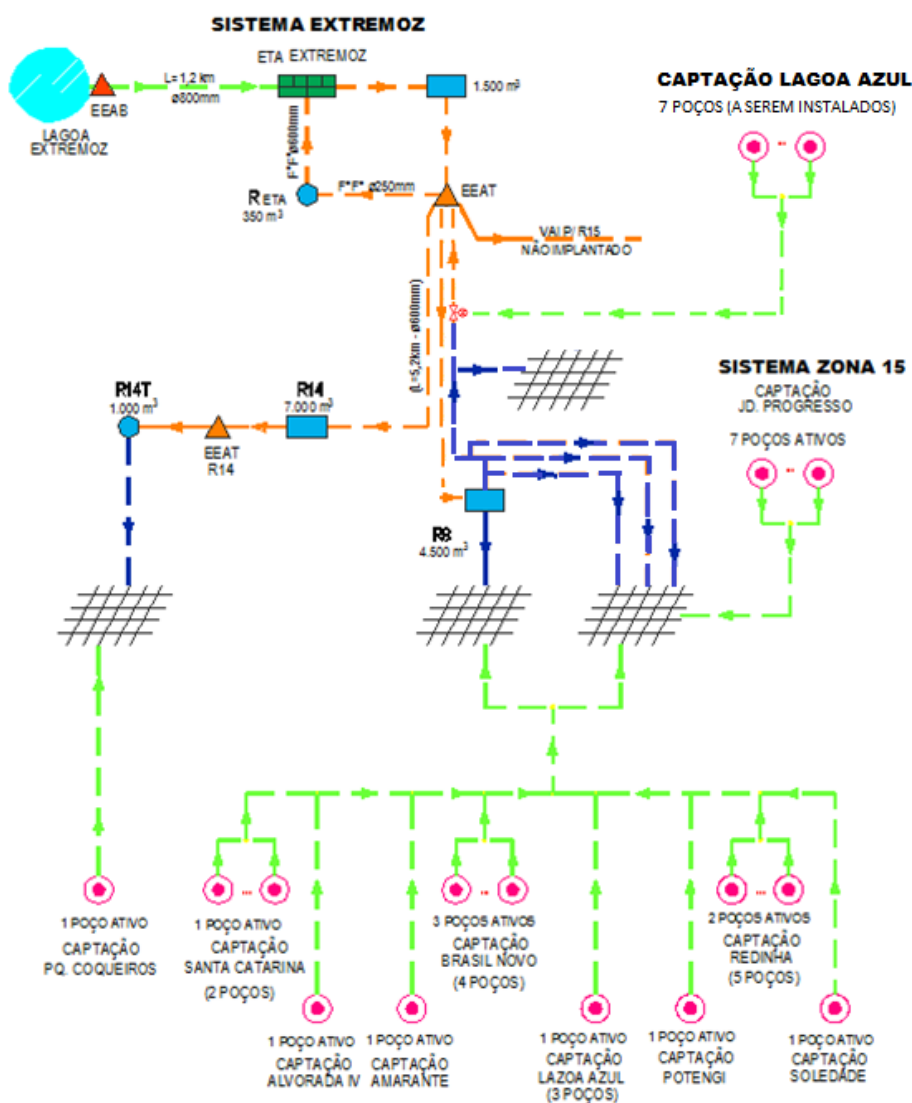 SISTEMA EXTREMOZ
ETA EXTREMOZ
L=1,2 km
ø800mm
EEAB
LAGOA
EXTREMOZ
1.500 m³
CAPTAÇÃO LAGOA AZUL
7 POÇOS (A SEREM INSTALADOS)
FºFº ø600mm
FºFº ø250mm
R ETA
350 m³
EEAT
VAI P/ R15
NÃO IMPLANTADO
(L=5,2km - ø600mm)
SISTEMA ZONA 15
CAPTAÇÃO
JD. PROGRESSO
7 POÇOS ATIVOS
R14T
1.000 m³
R14
7.000 m³
EEAT
R14
R8
4.500 m³
1 POÇO ATIVO
CAPTAÇÃO
PQ. COQUEIROS
1 POÇO ATIVO
CAPTAÇÃO
SANTA CATARINA
(2 POÇOS)
3 POÇOS ATIVOS
CAPTAÇÃO
BRASIL NOVO
(4 POÇOS)
2 POÇOS ATIVOS
CAPTAÇÃO
REDINHA
(5 POÇOS)
1 POÇO ATIVO
CAPTAÇÃO
ALVORADA IV
1 POÇO ATIVO
CAPTAÇÃO
AMARANTE
1 POÇO ATIVO
CAPTAÇÃO
LAZOA AZUL
(3 POÇOS)
1 POÇO ATIVO
CAPTAÇÃO
POTENGI
1 POÇO ATIVO
CAPTAÇÃO
SOLEDADE